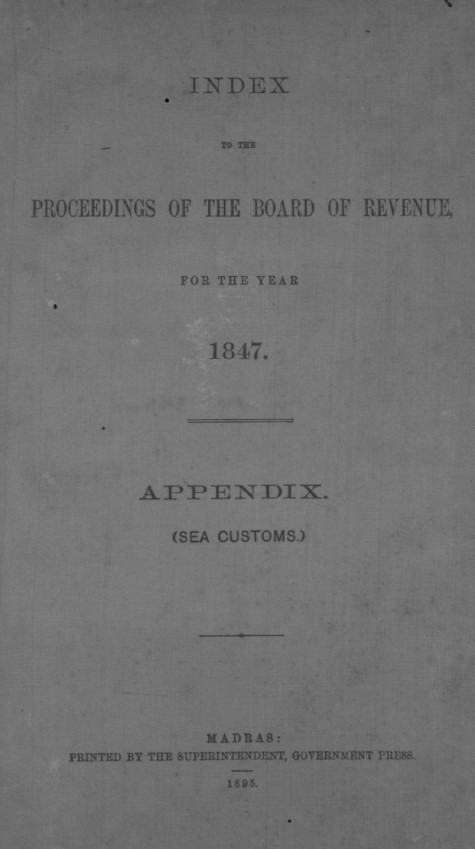 INDEX
TO THE
PROCEEDINGS OF THE BOARD OF REVENUE,
FOR THE YEAR
1847.
APPENDIX.
(SEA CUSTOMS.)
MADRAS:
PRINTED BY THE SUPERINTENDENT, GOVERNMENT PRESS.
1895.